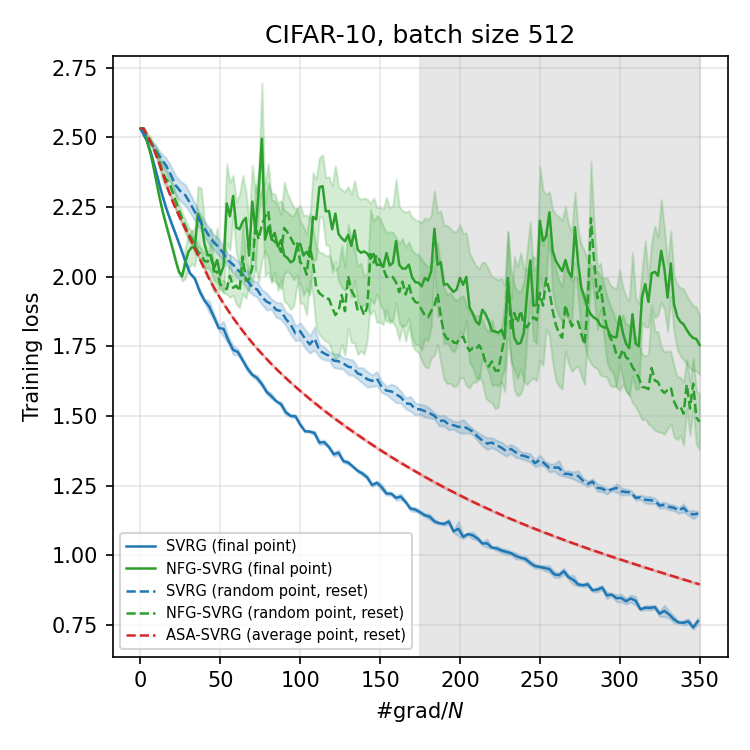 CIFAR-10, batch size 512
Training loss
2.75
2.50
2.25
2.00
1.75
1.50
1.25
1.00
0.75
SVRG (final point)
NFG-SVRG (final point)
SVRG (random point, reset)
NFG-SVRG (random point, reset)
ASA-SVRG (average point, reset)
0 50 100 150 200 250 300 350
#grad/N